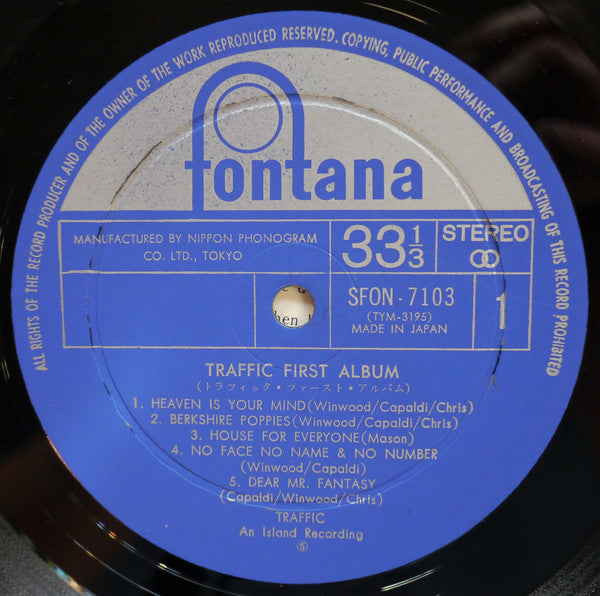 ALL RIGHTS OF THE RECORD PRODUCER AND OF THE OWNER OF THE WORK REPRODUCED RESERVED. COPYING, PUBLIC PERFORMANCE AND BROADCASTING OF THIS RECORD PROHIBITED
fontana
MANUFACTURED BY NIPPON PHONOGRAM
CO. LTD., TOKYO
33 1/3
STEREO
SFON-7103
(TYM-3195)
MADE IN JAPAN
1
hen
TRAFFIC FIRST ALBUM
(トラフィック・ファースト・アルバム)
1. HEAVEN IS YOUR MIND(Winwood/Capaldi/Chris)
2. BERKSHIRE POPPIES(Winwood/Capaldi/Chris)
3. HOUSE FOR EVERYONE(Mason)
4. NO FACE NO NAME & NO NUMBER
(Winwood/Capaldi)
5. DEAR MR. FANTASY
(Capaldi/Winwood/Chris)
TRAFFIC
An Island Recording
Ⓢ